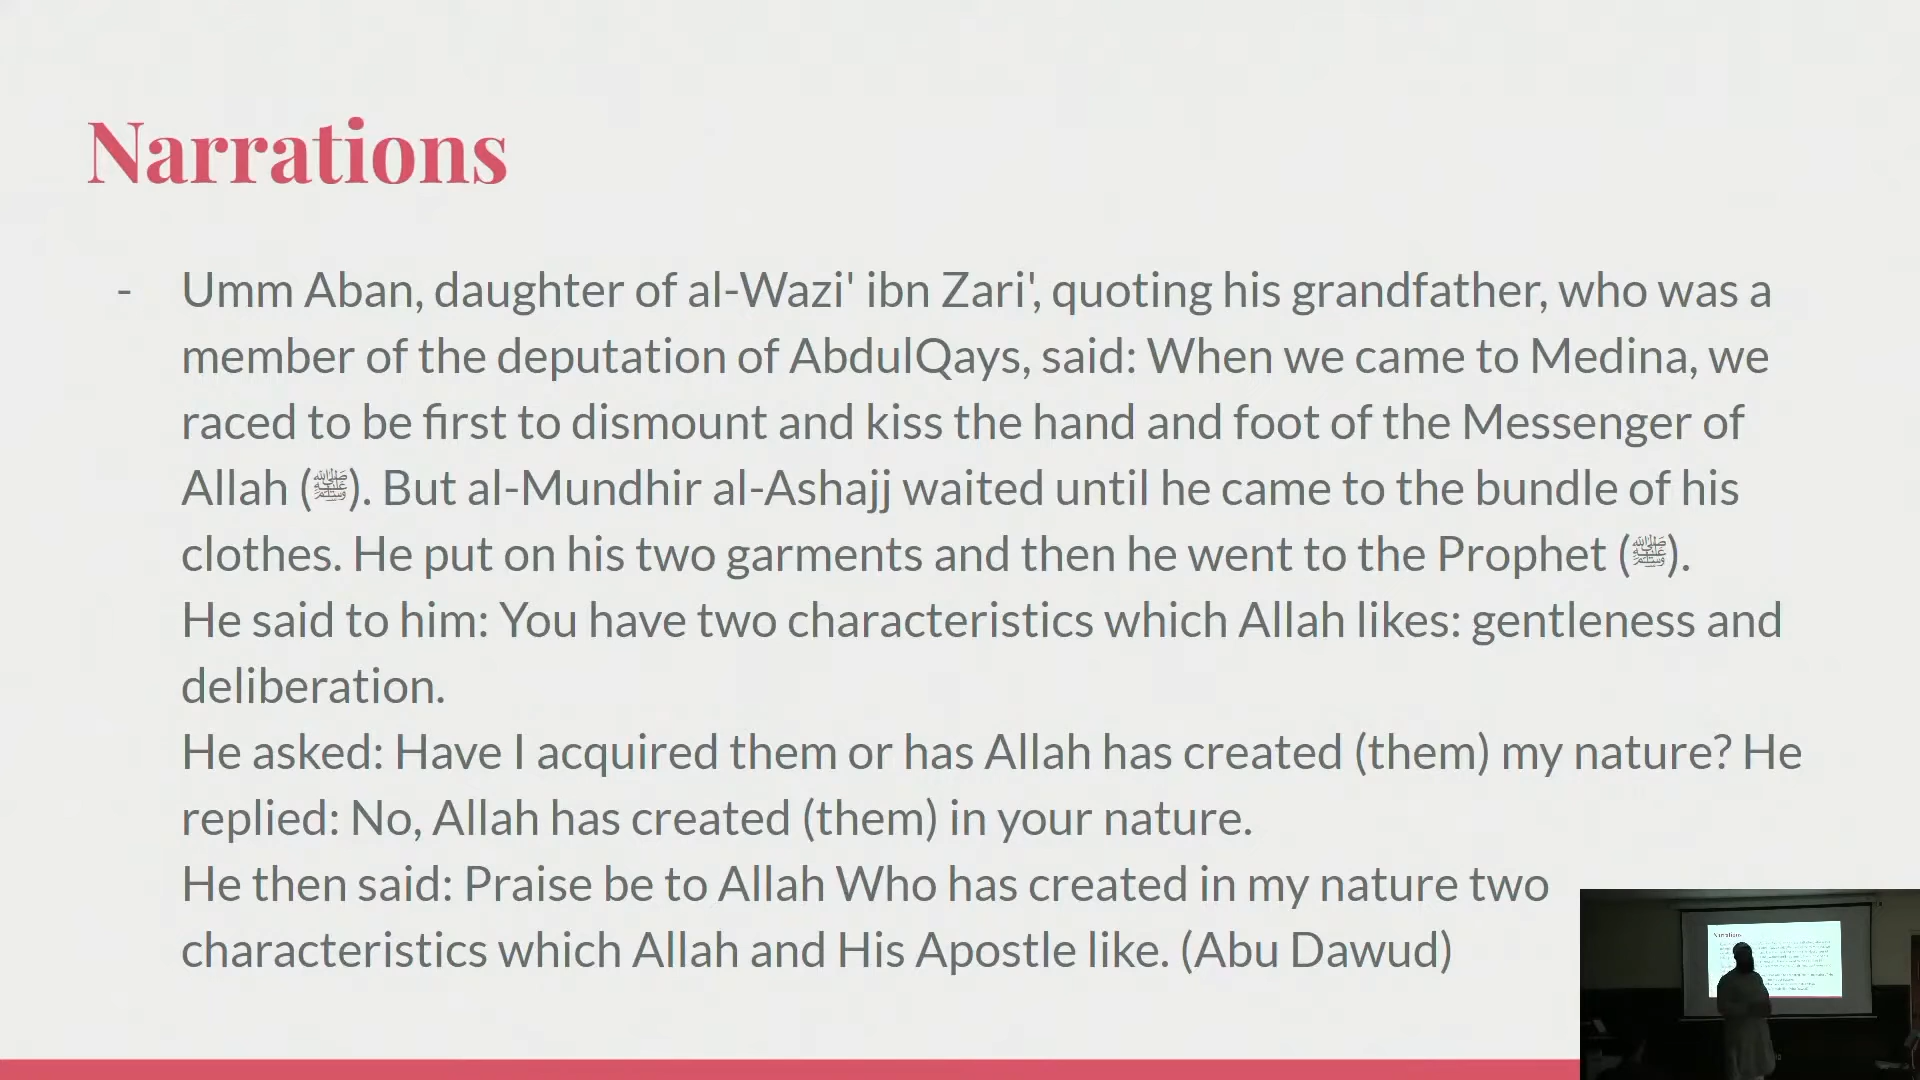 Narrations
- Umm Aban, daughter of al-Wazi' ibn Zari', quoting his grandfather, who was a
member of the deputation of AbdulQays, said: When we came to Medina, we
raced to be first to dismount and kiss the hand and foot of the Messenger of
Allah (ﷺ). But al-Mundhir al-Ashajj waited until he came to the bundle of his
clothes. He put on his two garments and then he went to the Prophet (ﷺ).
He said to him: You have two characteristics which Allah likes: gentleness and
deliberation.
He asked: Have I acquired them or has Allah has created (them) my nature? He
replied: No, Allah has created (them) in your nature.
He then said: Praise be to Allah Who has created in my nature two
characteristics which Allah and His Apostle like. (Abu Dawud)
Narrations